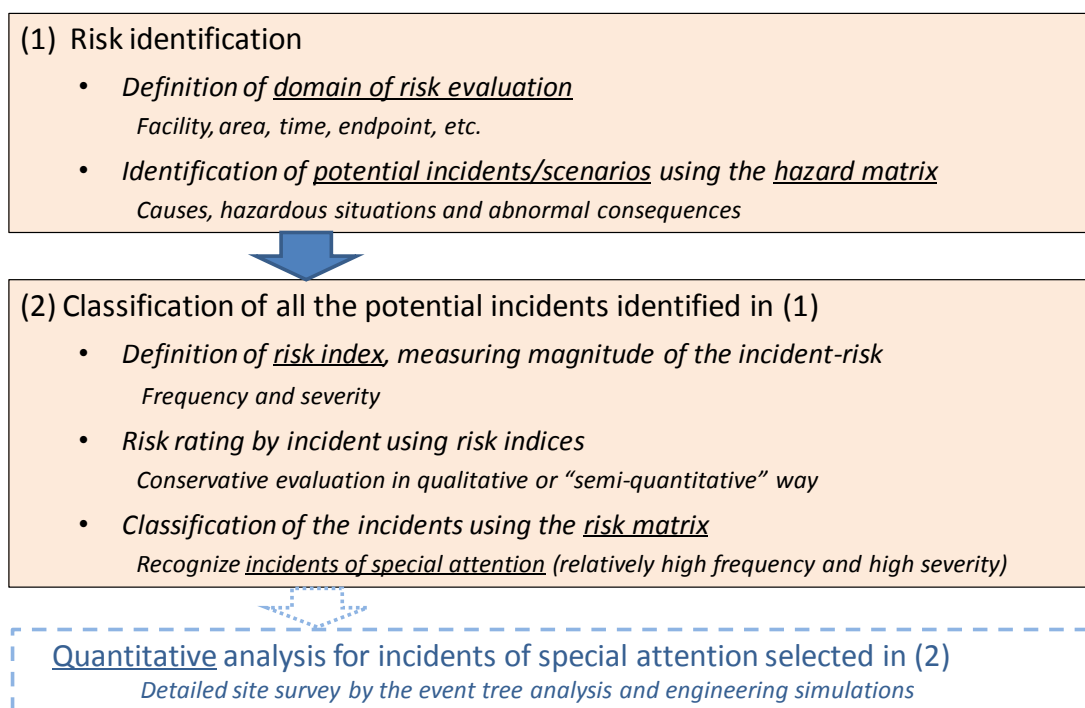 (1) Risk identification
• Definition of domain of risk evaluation
Facility, area, time, endpoint, etc.
• Identification of potential incidents/scenarios using the hazard matrix
Causes, hazardous situations and abnormal consequences
(2) Classification of all the potential incidents identified in (1)
• Definition of risk index, measuring magnitude of the incident-risk
Frequency and severity
• Risk rating by incident using risk indices
Conservative evaluation in qualitative or “semi-quantitative” way
• Classification of the incidents using the risk matrix
Recognize incidents of special attention (relatively high frequency and high severity)
Quantitative analysis for incidents of special attention selected in (2)
Detailed site survey by the event tree analysis and engineering simulations